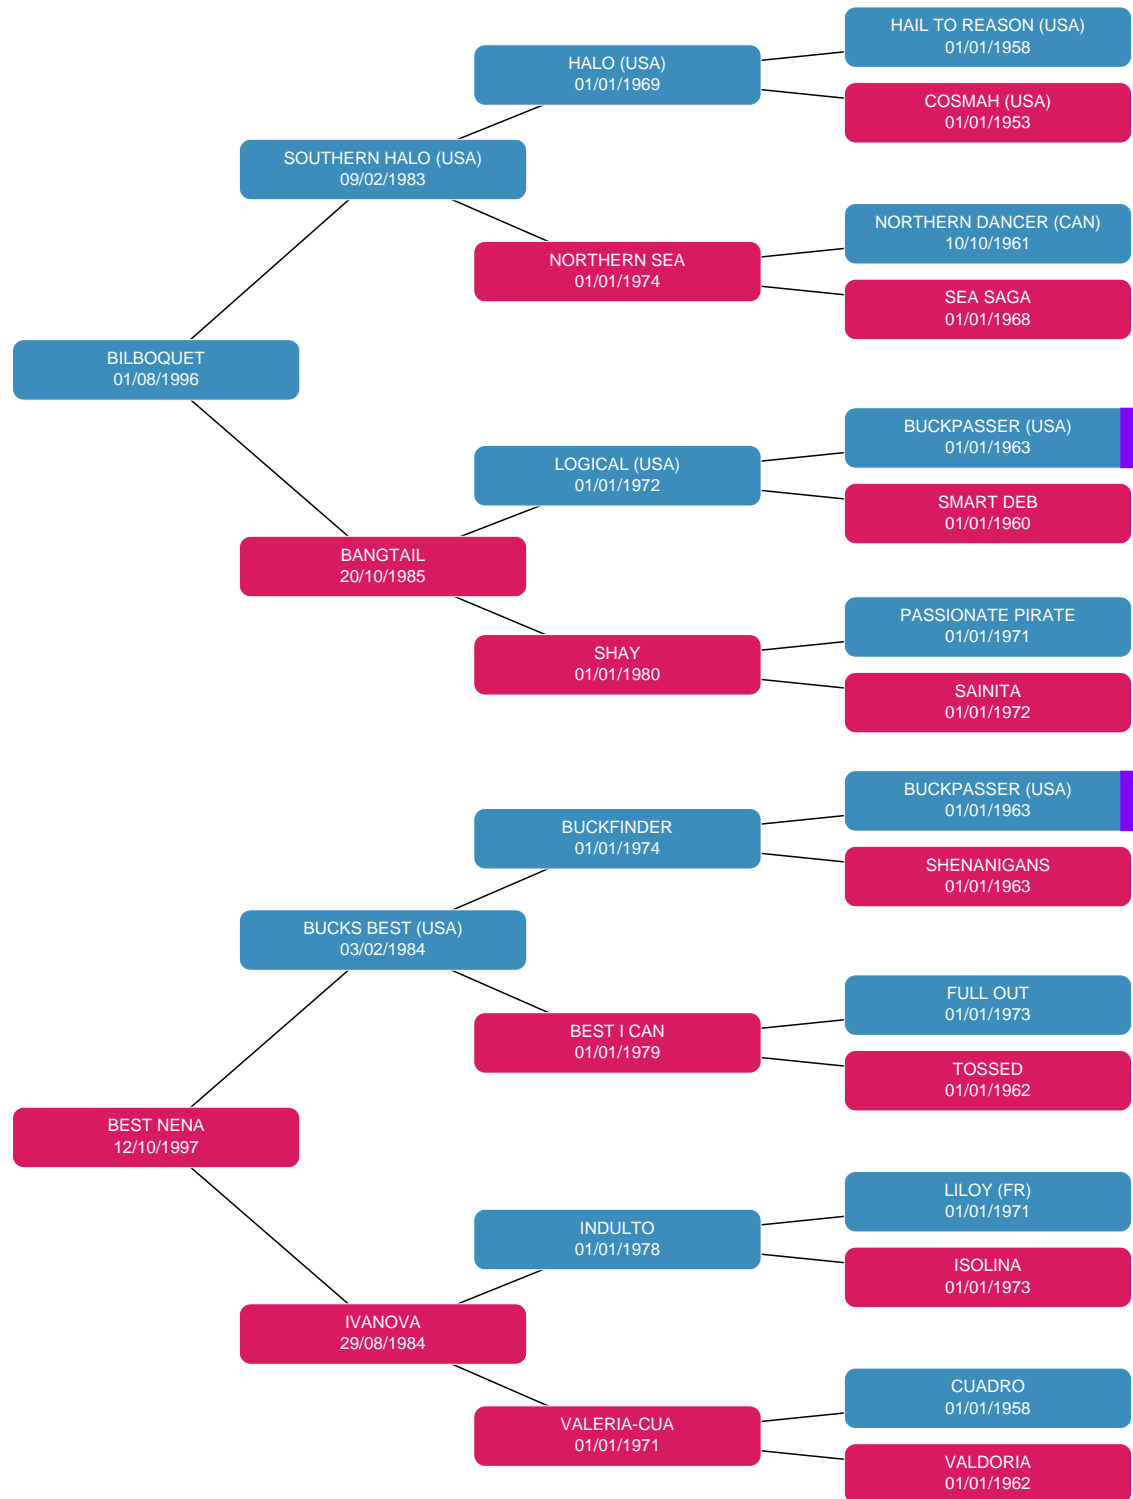 HAIL TO REASON (USA)
01/01/1958
HALO (USA)
01/01/1969
COSMAH (USA)
01/01/1953
SOUTHERN HALO (USA)
09/02/1983
NORTHERN DANCER (CAN)
10/10/1961
NORTHERN SEA
01/01/1974
SEA SAGA
01/01/1968
BILBOQUET
01/08/1996
BUCKPASSER (USA)
01/01/1963
LOGICAL (USA)
01/01/1972
SMART DEB
01/01/1960
BANGTAIL
20/10/1985
PASSIONATE PIRATE
01/01/1971
SHAY
01/01/1980
SAINITA
01/01/1972
BUCKPASSER (USA)
01/01/1963
BUCKFINDER
01/01/1974
SHENANIGANS
01/01/1963
BUCKS BEST (USA)
03/02/1984
FULL OUT
01/01/1973
BEST I CAN
01/01/1979
TOSSED
01/01/1962
BEST NENA
12/10/1997
LILOY (FR)
01/01/1971
INDULTO
01/01/1978
ISOLINA
01/01/1973
IVANOVA
29/08/1984
CUADRO
01/01/1958
VALERIA-CUA
01/01/1971
VALDORIA
01/01/1962